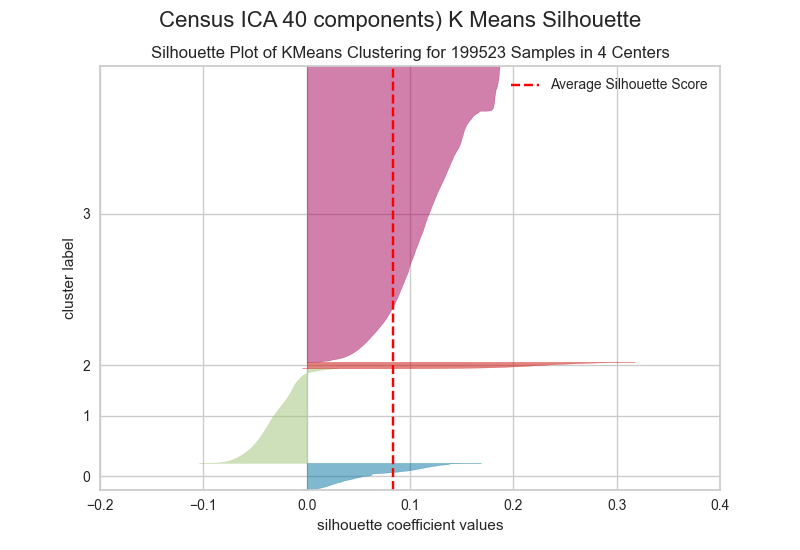 Census ICA 40 components) K Means Silhouette
Silhouette Plot of KMeans Clustering for 199523 Samples in 4 Centers
Average Silhouette Score
cluster label
3
2
1
0
−0.2 −0.1 0.0 0.1 0.2 0.3 0.4
silhouette coefficient values